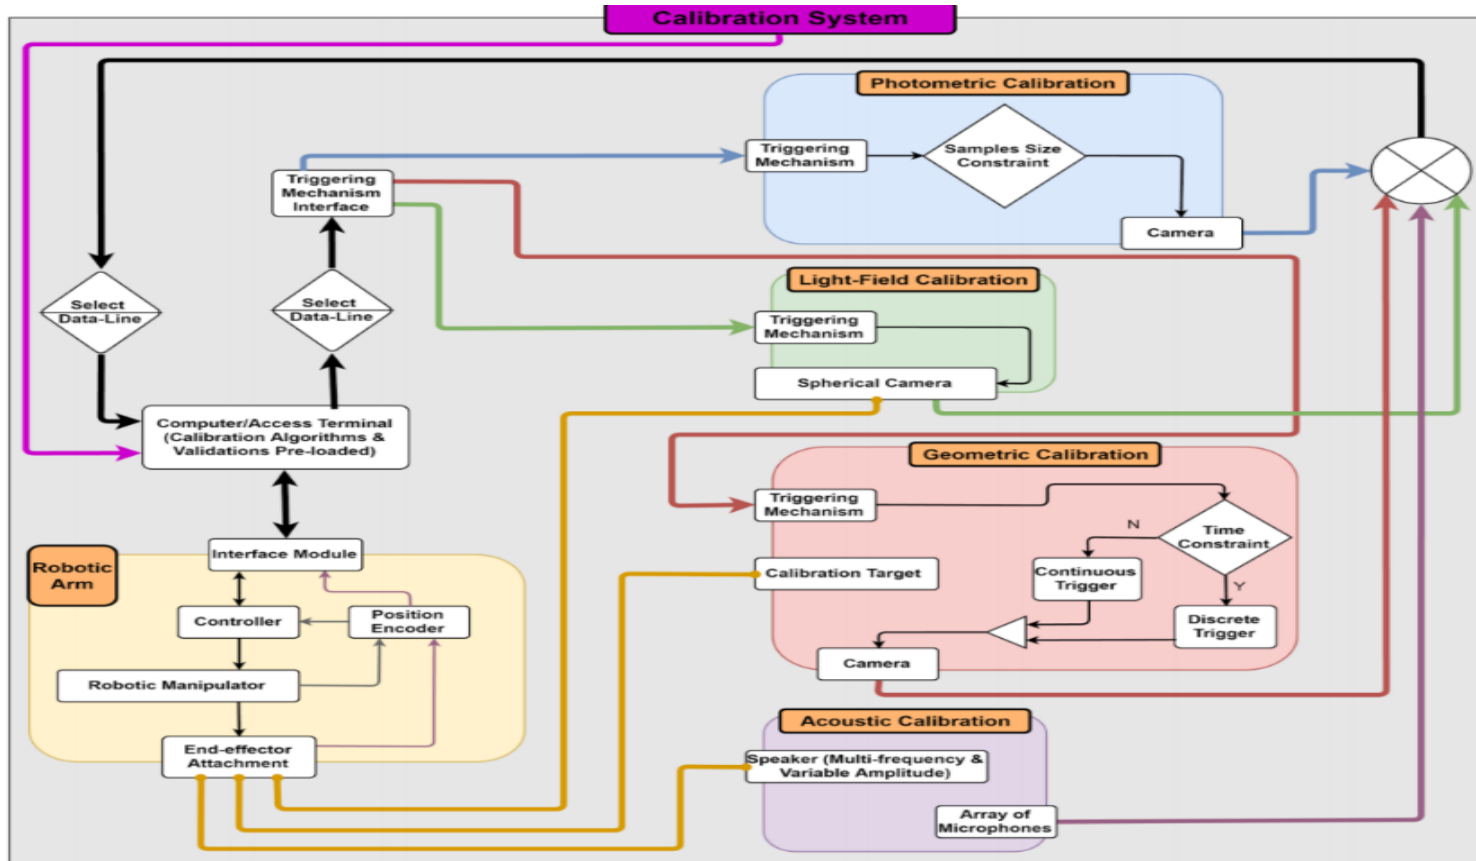 Calibration System
Photometric Calibration
Triggering
Mechanism
Samples Size
Constraint
Camera
Triggering
Mechanism
Interface
Select
Data-Line
Select
Data-Line
Light-Field Calibration
Triggering
Mechanism
Spherical Camera
Computer/Access Terminal
(Calibration Algorithms &
Validations Pre-loaded)
Geometric Calibration
Triggering
Mechanism
N
Time
Constraint
Continuous
Trigger
Y
Discrete
Trigger
Calibration Target
Camera
Robotic
Arm
Interface Module
Controller
Position
Encoder
Robotic Manipulator
End-effector
Attachment
Acoustic Calibration
Speaker (Multi-frequency &
Variable Amplitude)
Array of
Microphones